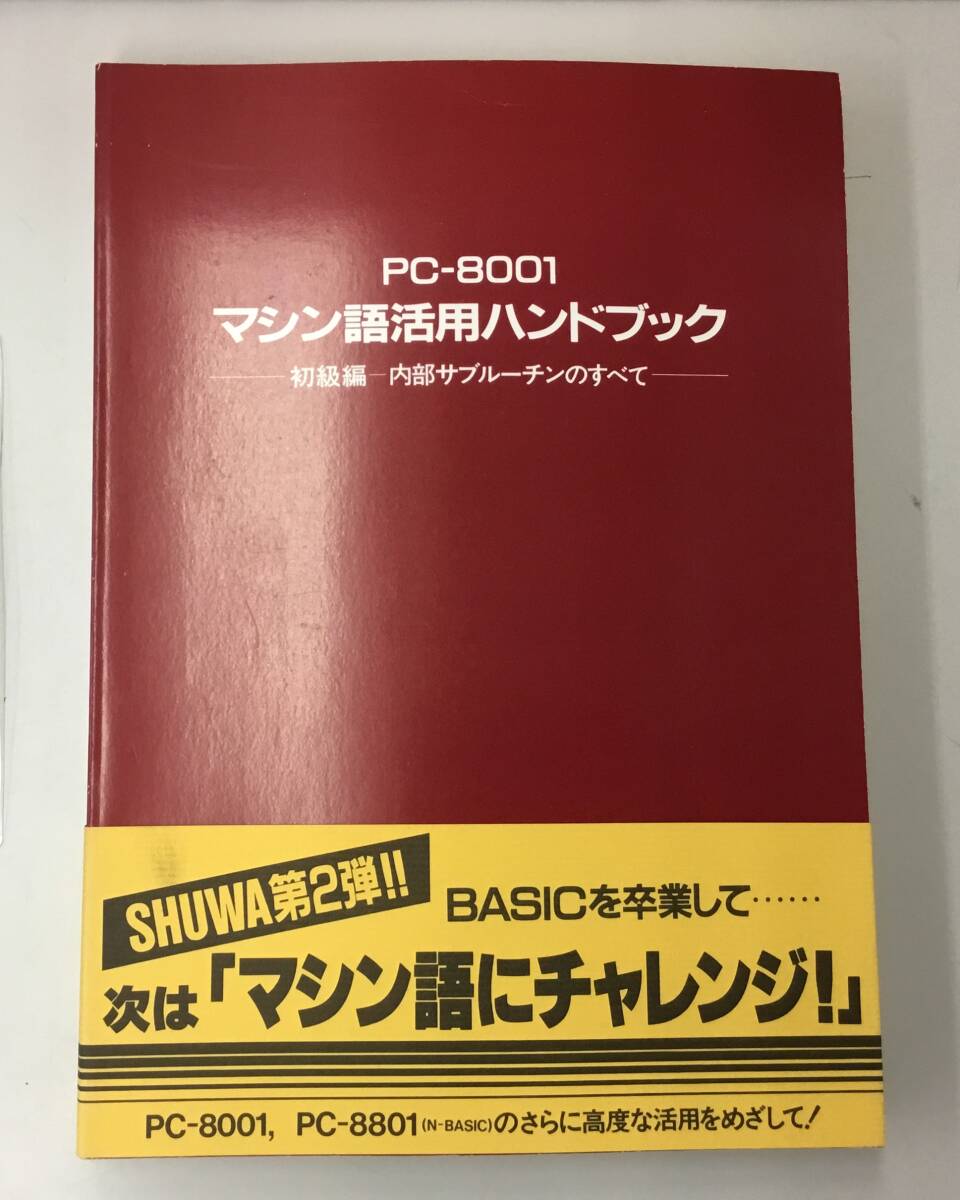 PC-8001
マシン語活用ハンドブック
初級編―内部サブルーチンのすべて
SHUWA第2弾!!
BASICを卒業して……
次は「マシン語にチャレンジ!」
PC-8001, PC-8801(N-BASIC)のさらに高度な活用をめざして!